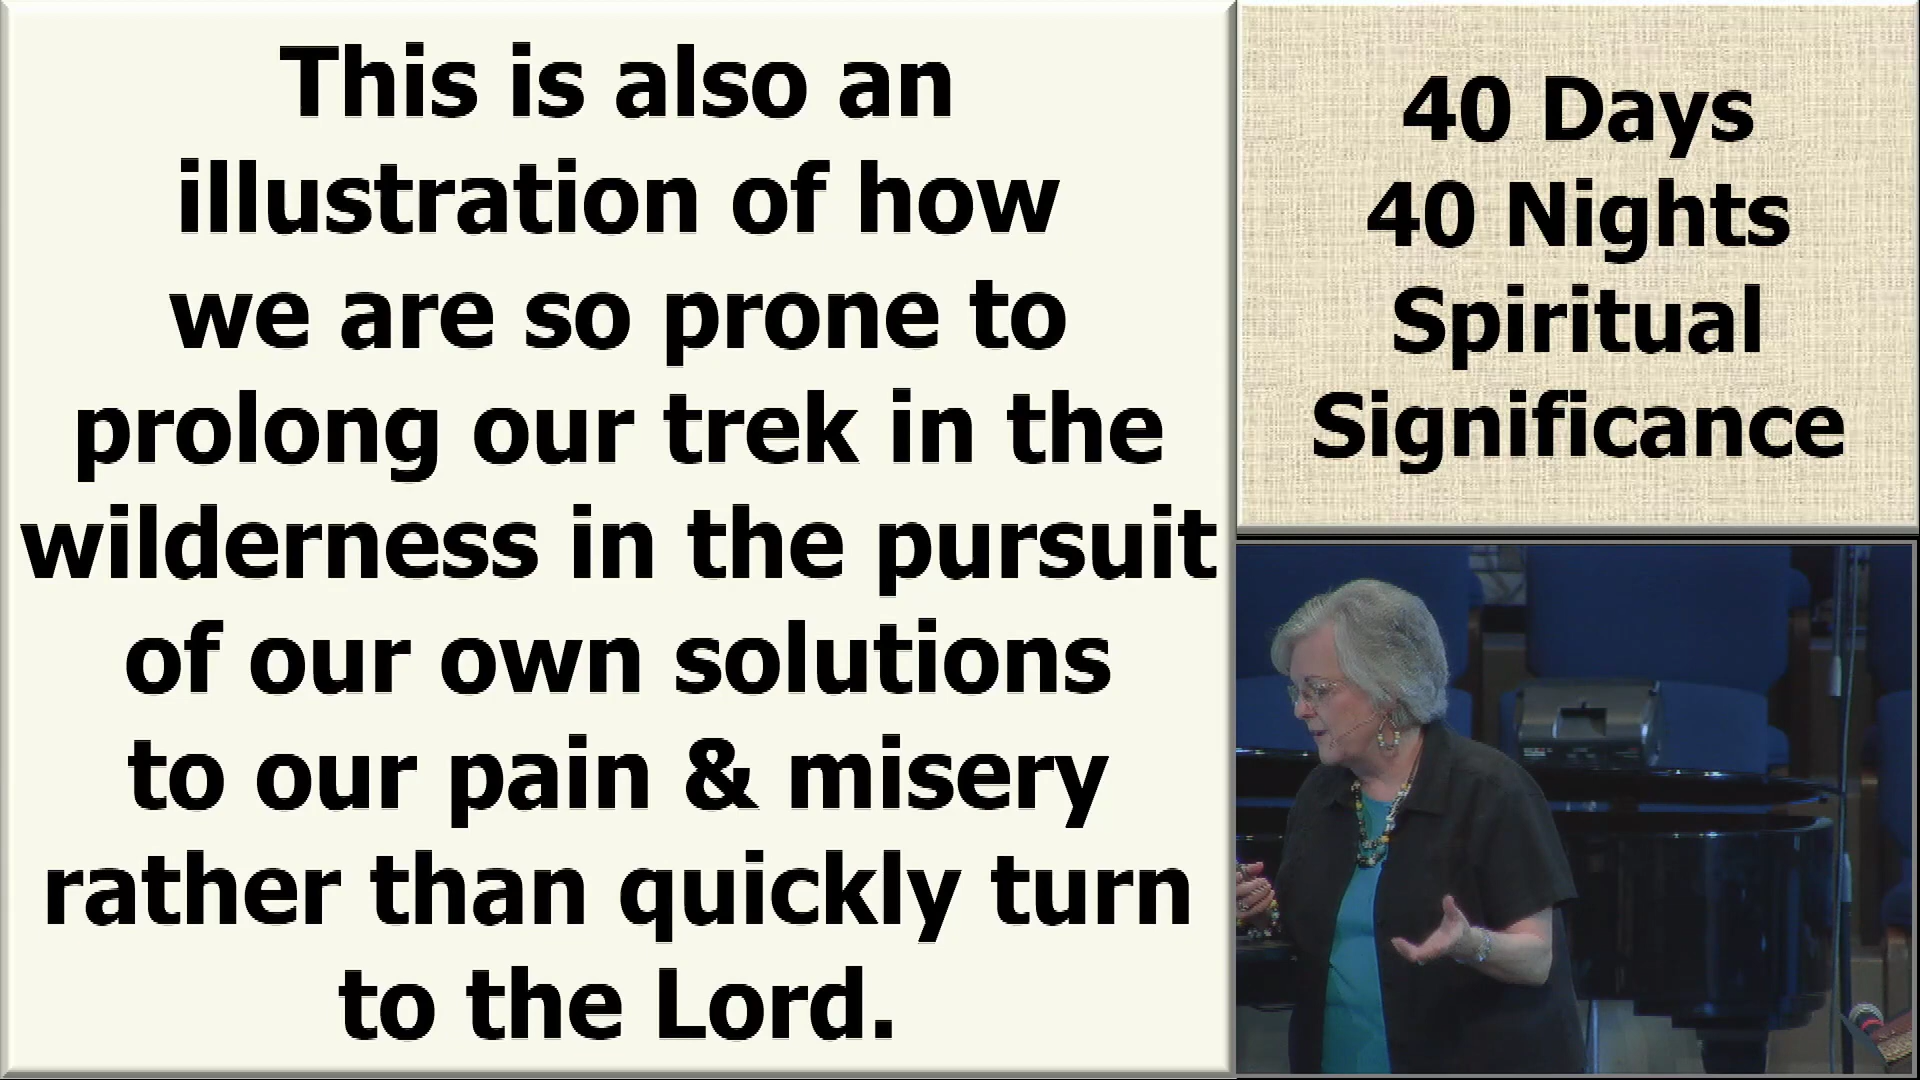 This is also an
illustration of how
we are so prone to
prolong our trek in the
wilderness in the pursuit
of our own solutions
to our pain & misery
rather than quickly turn
to the Lord.
40 Days
40 Nights
Spiritual
Significance